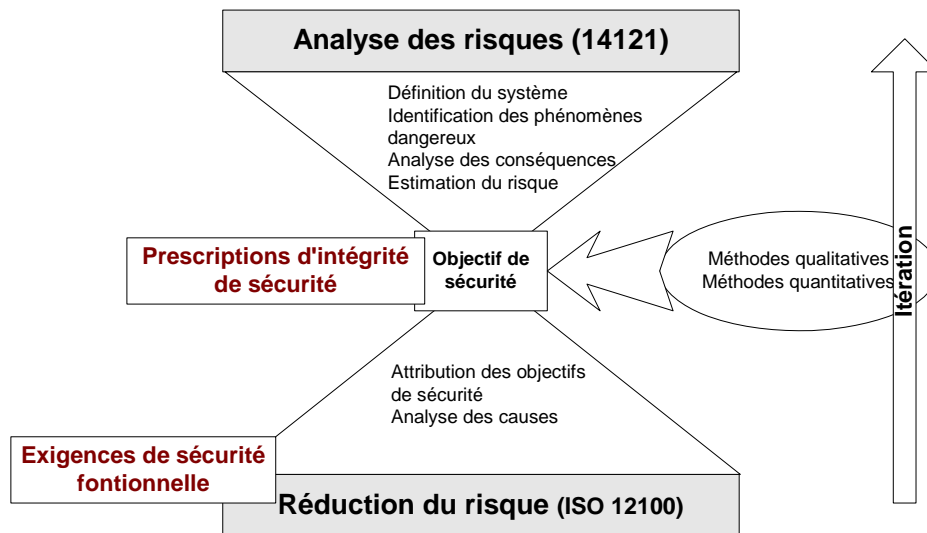 Analyse des risques (14121)
Définition du système
Identification des phénomènes
dangereux
Analyse des conséquences
Estimation du risque
Prescriptions d'intégrité
de sécurité
Objectif de
sécurité
Méthodes qualitatives
Méthodes quantitatives
Itération
Attribution des objectifs
de sécurité
Analyse des causes
Exigences de sécurité
fontionnelle
Réduction du risque (ISO 12100)